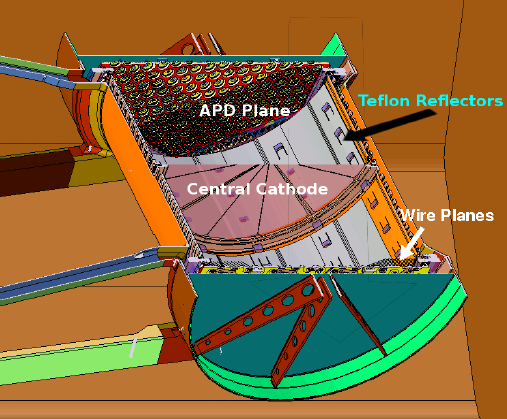 APD Plane
Teflon Reflectors
Central Cathode
Wire Planes